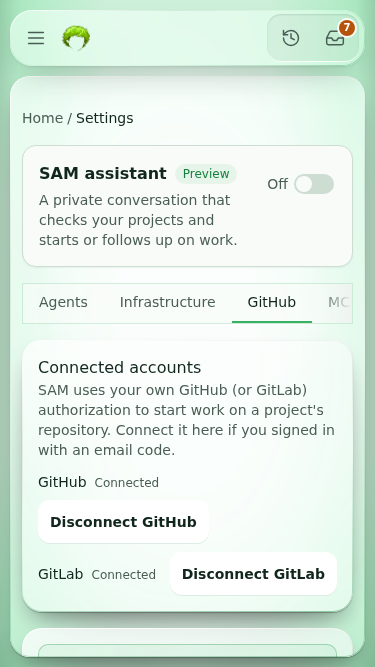 7
Home / Settings
SAM assistant Preview
Off
A private conversation that
checks your projects and
starts or follows up on work.
Agents Infrastructure GitHub MC
Connected accounts
SAM uses your own GitHub (or GitLab)
authorization to start work on a project's
repository. Connect it here if you signed in
with an email code.
GitHub Connected
Disconnect GitHub
GitLab Connected Disconnect GitLab